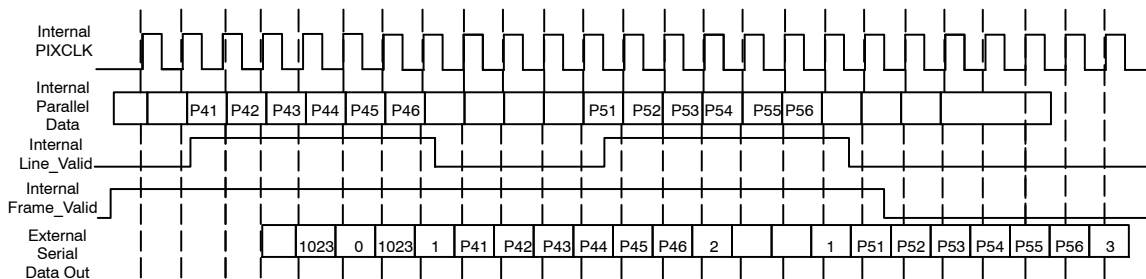 Internal
PIXCLK
Internal
Parallel
Data
P41 P42 P43 P44 P45 P46 P51 P52 P53 P54 P55 P56
Internal
Line_Valid
Internal
Frame_Valid
External
Serial
Data Out
1023 0 1023 1 P41 P42 P43 P44 P45 P46 2 1 P51 P52 P53 P54 P55 P56 3